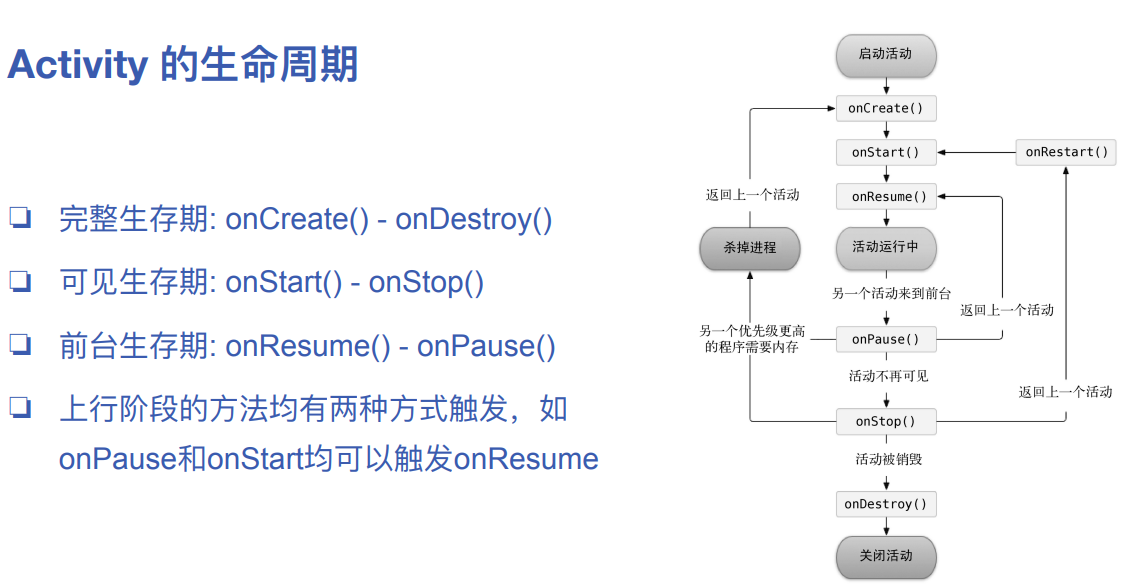 Activity 的生命周期
❏ 完整生存期: onCreate() - onDestroy()
❏ 可见生存期: onStart() - onStop()
❏ 前台生存期: onResume() - onPause()
❏ 上行阶段的方法均有两种方式触发，如
onPause和onStart均可以触发onResume
启动活动
onCreate()
onStart()
onRestart()
返回上一个活动
onResume()
杀掉进程
活动运行中
另一个活动来到前台
返回上一个活动
另一个优先级更高
的程序需要内存
onPause()
活动不再可见
返回上一个活动
onStop()
活动被销毁
onDestroy()
关闭活动